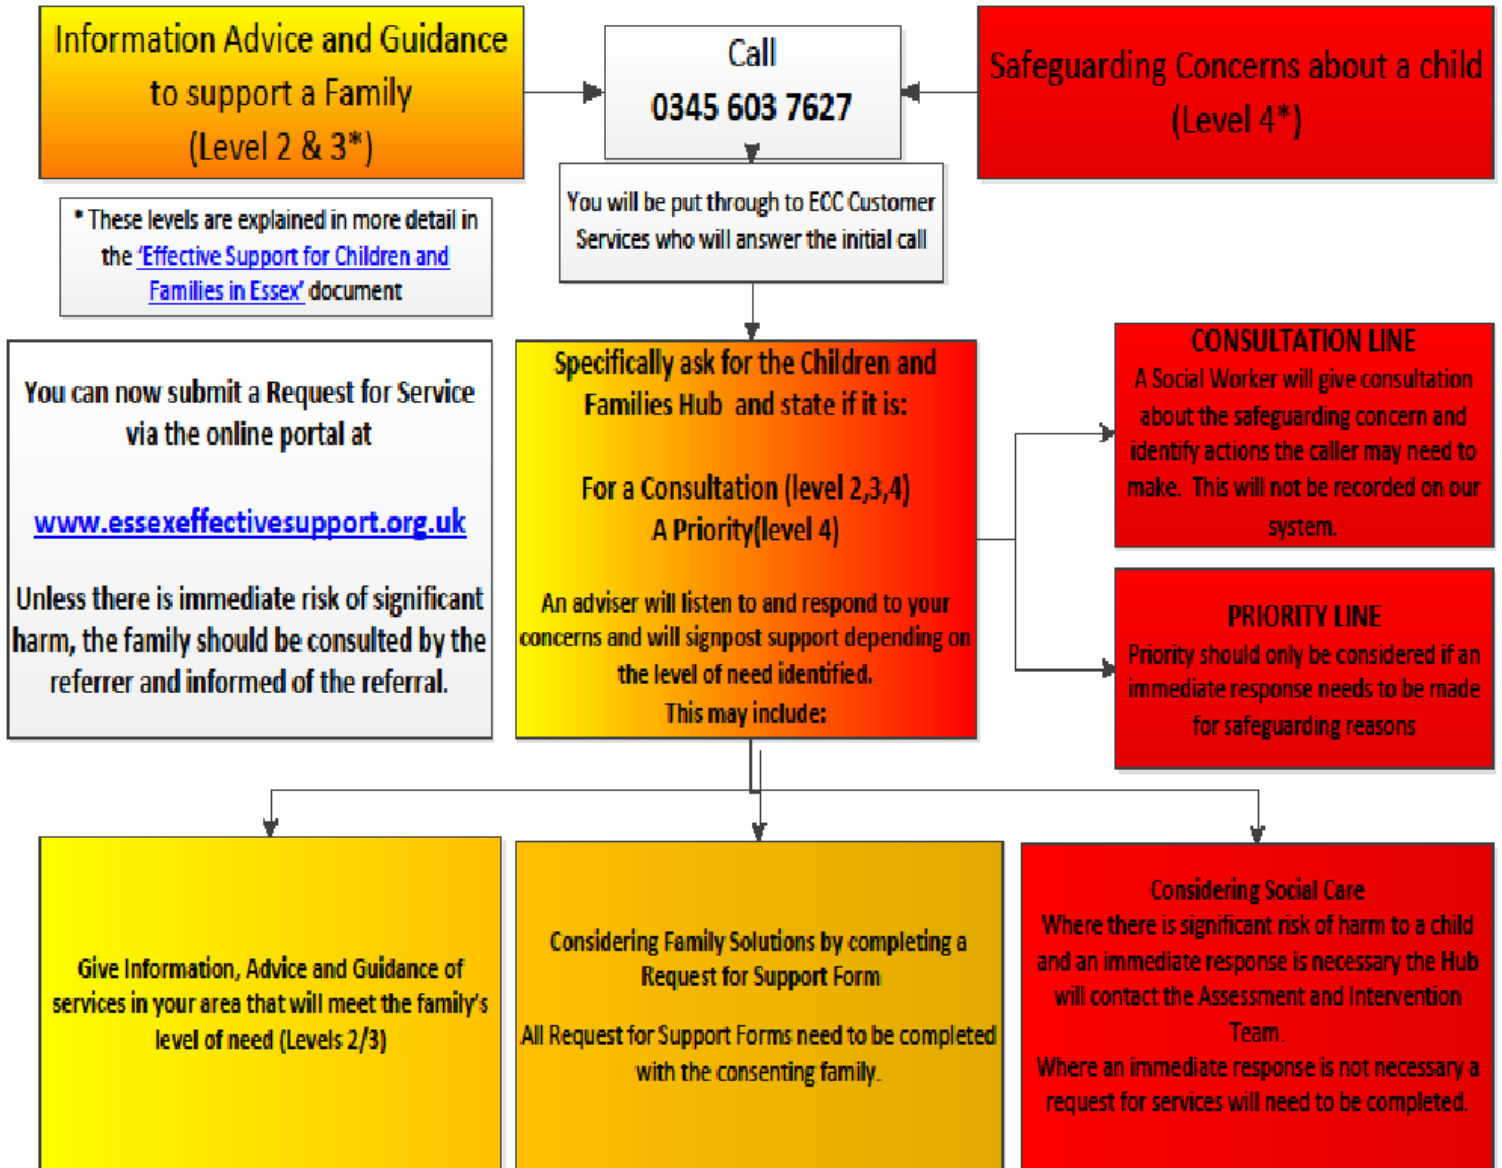 Information Advice and Guidance
to support a Family
(Level 2 & 3*)
Call
0345 603 7627
Safeguarding Concerns about a child
(Level 4*)
You will be put through to ECC Customer
Services who will answer the initial call
* These levels are explained in more detail in
the 'Effective Support for Children and
Families in Essex' document
You can now submit a Request for Service
via the online portal at
www.essexeffectivesupport.org.uk
Unless there is immediate risk of significant
harm, the family should be consulted by the
referrer and informed of the referral.
Specifically ask for the Children and
Families Hub and state if it is:
For a Consultation (level 2,3,4)
A Priority(level 4)
An adviser will listen to and respond to your
concerns and will signpost support depending on
the level of need identified.
This may include:
CONSULTATION LINE
A Social Worker will give consultation
about the safeguarding concern and
identify actions the caller may need to
make. This will not be recorded on our
system.
PRIORITY LINE
Priority should only be considered if an
immediate response needs to be made
for safeguarding reasons
Give Information, Advice and Guidance of
services in your area that will meet the family's
level of need (Levels 2/3)
Considering Family Solutions by completing a
Request for Support Form
All Request for Support Forms need to be completed
with the consenting family.
Considering Social Care
Where there is significant risk of harm to a child
and an immediate response is necessary the Hub
will contact the Assessment and Intervention
Team.
Where an immediate response is not necessary a
request for services will need to be completed.